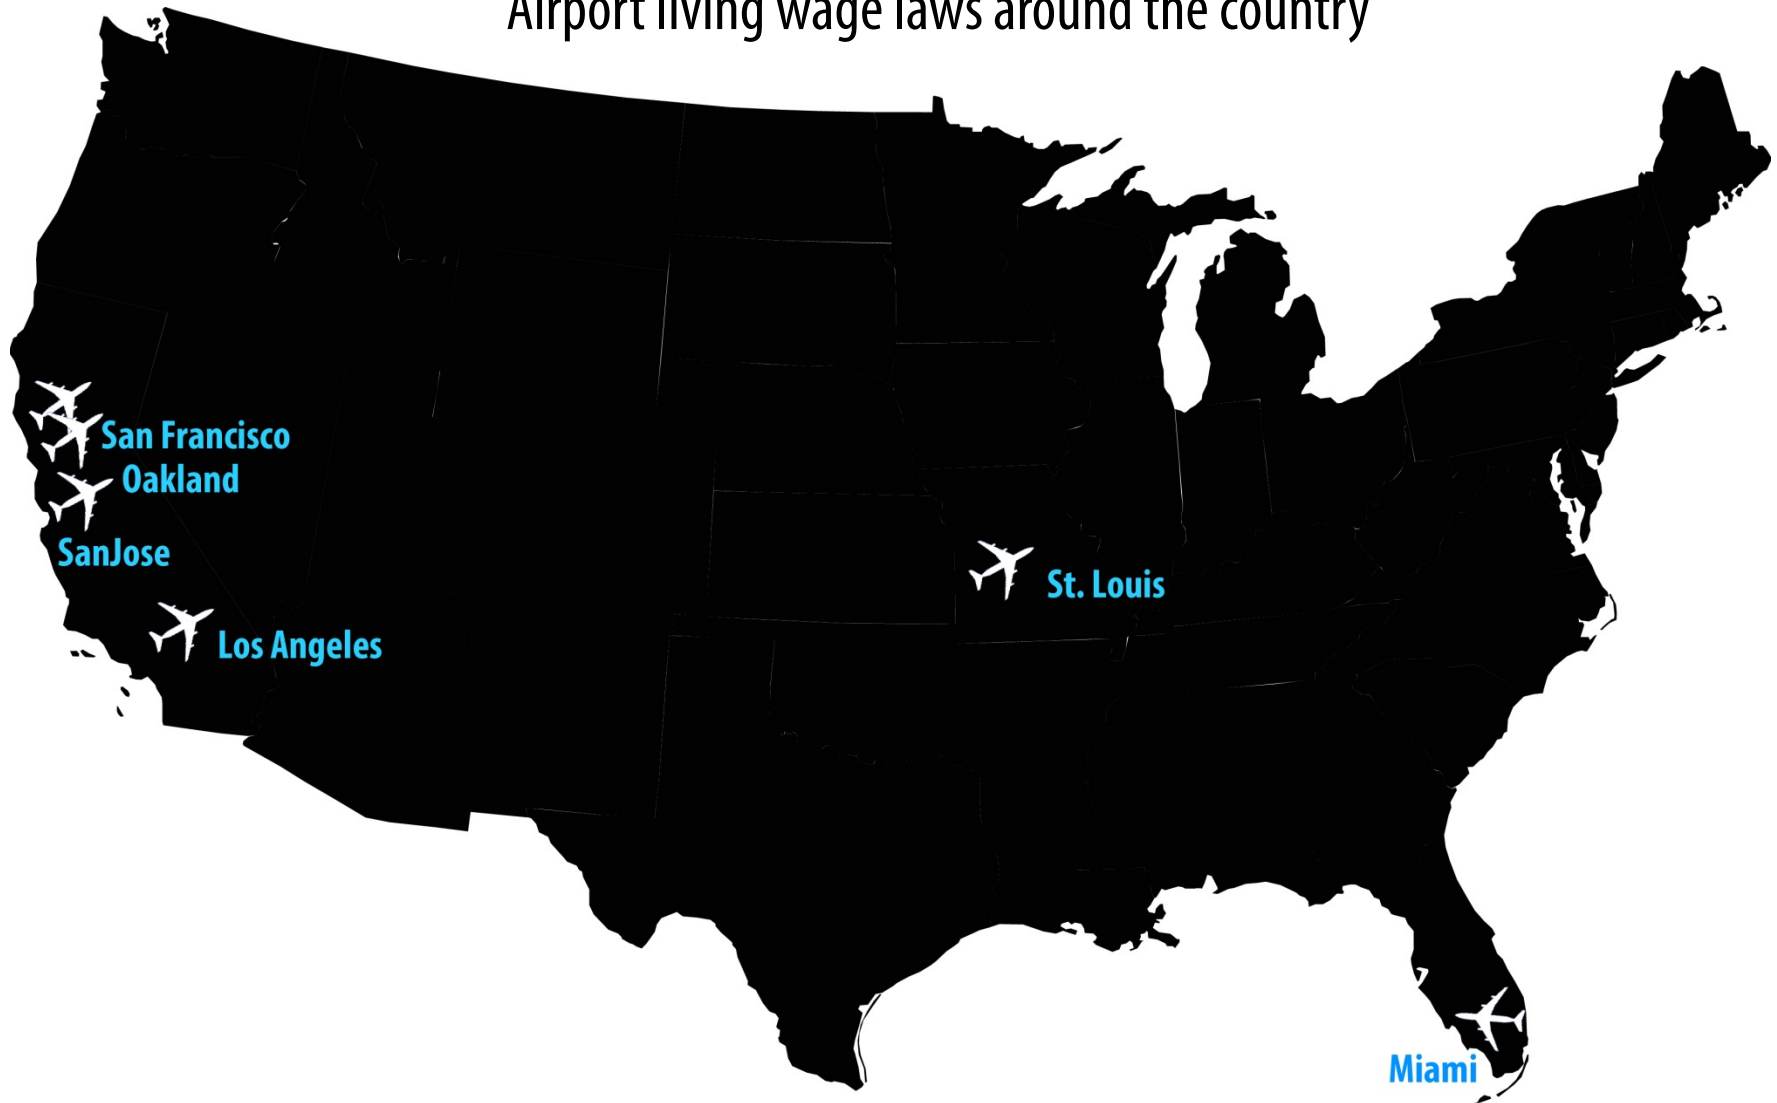 Airport living wage laws around the country
San Francisco
Oakland
SanJose
St. Louis
Los Angeles
Miami